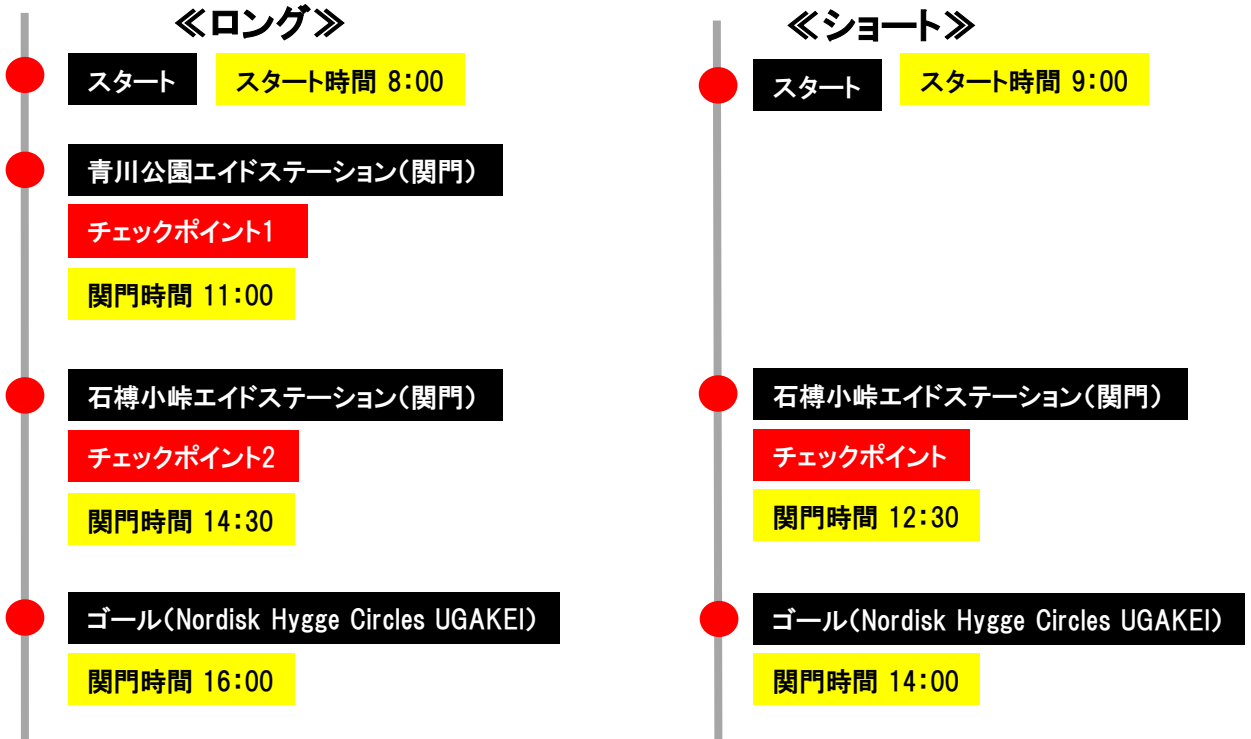 ≪ロング≫
スタート
スタート時間 8:00
青川公園エイドステーション(関門)
チェックポイント1
関門時間 11:00
石榑小峠エイドステーション(関門)
チェックポイント2
関門時間 14:30
ゴール(Nordisk Hygge Circles UGAKEI)
関門時間 16:00
≪ショート≫
スタート
スタート時間 9:00
石榑小峠エイドステーション(関門)
チェックポイント
関門時間 12:30
ゴール(Nordisk Hygge Circles UGAKEI)
関門時間 14:00